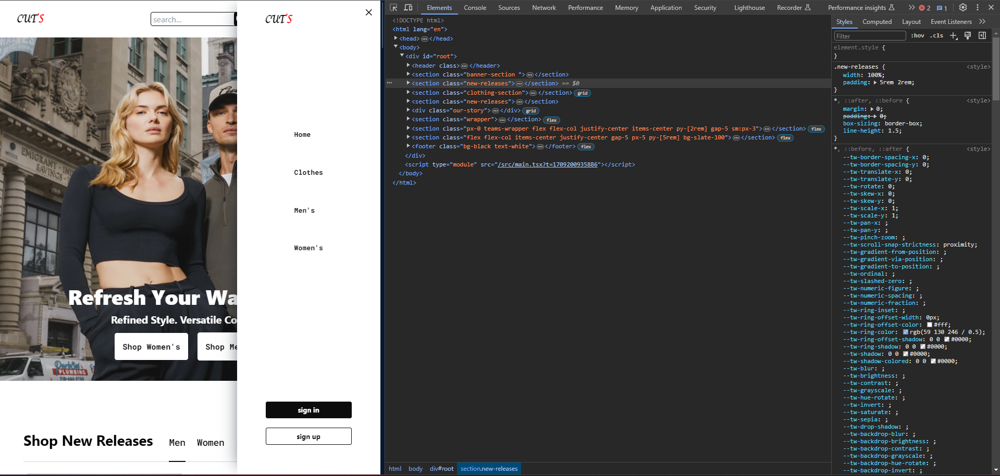 CUT'S
search...
HAINES
EMIGRANT · IN
SAVINGS
PLUMBING
Refresh Your Wa
Refined Style. Versatile Co
Shop Women's
Shop Me
Shop New Releases
Men
Women
CUT'S
Home
Clothes
Men's
Women's
sign in
sign up
Elements
Console
Sources
Network
Performance
Memory
Application
Security
Lighthouse
Recorder
Performance insights
2
1
<!DOCTYPE html>
<html lang="en">
<head> ••• </head>
<body>
<div id="root">
<header class> ••• </header>
<section class="banner-section "> ••• </section>
••• <section class="new-releases"> ••• </section> == $0
<section class="clothing-section"> ••• </section> grid
<section class="new-releases"> ••• </section>
<div class="our-story"> ••• </div> grid
<section class="wrapper"> ••• </section> flex
<section class="px-0 teams-wrapper flex flex-col justify-center items-center py-[2rem] gap-5 sm:px-3"> ••• </section> flex
<section class="flex flex-col items-center justify-center gap-5 px-5 py-[5rem] bg-slate-100"> ••• </section> flex
<footer class="bg-black text-white"> ••• </footer> flex
</div>
<script type="module" src="/src/main.tsx?t=1709200935886"></script>
</body>
</html>
html body div#root section.new-releases
Styles
Computed
Layout
Event Listeners
Filter
:hov
.cls
element.style {
}
.new-releases { <style>
width: 100%;
padding: 5rem 2rem;
}
*, ::after, ::before { <style>
margin: 0;
padding: 0;
box-sizing: border-box;
line-height: 1.5;
}
*, ::before, ::after { <style>
--tw-border-spacing-x: 0;
--tw-border-spacing-y: 0;
--tw-translate-x: 0;
--tw-translate-y: 0;
--tw-rotate: 0;
--tw-skew-x: 0;
--tw-skew-y: 0;
--tw-scale-x: 1;
--tw-scale-y: 1;
--tw-pan-x: ;
--tw-pan-y: ;
--tw-pinch-zoom: ;
--tw-scroll-snap-strictness: proximity;
--tw-gradient-from-position: ;
--tw-gradient-via-position: ;
--tw-gradient-to-position: ;
--tw-ordinal: ;
--tw-slashed-zero: ;
--tw-numeric-figure: ;
--tw-numeric-spacing: ;
--tw-numeric-fraction: ;
--tw-ring-inset: ;
--tw-ring-offset-width: 0px;
--tw-ring-offset-color: #fff;
--tw-ring-color: rgb(59 130 246 / 0.5);
--tw-ring-offset-shadow: 0 0 #0000;
--tw-ring-shadow: 0 0 #0000;
--tw-shadow: 0 0 #0000;
--tw-shadow-colored: 0 0 #0000;
--tw-blur: ;
--tw-brightness: ;
--tw-contrast: ;
--tw-grayscale: ;
--tw-hue-rotate: ;
--tw-invert: ;
--tw-saturate: ;
--tw-sepia: ;
--tw-drop-shadow: ;
--tw-backdrop-blur: ;
--tw-backdrop-brightness: ;
--tw-backdrop-contrast: ;
--tw-backdrop-grayscale: ;
--tw-backdrop-hue-rotate: ;
--tw-backdrop-invert: ;